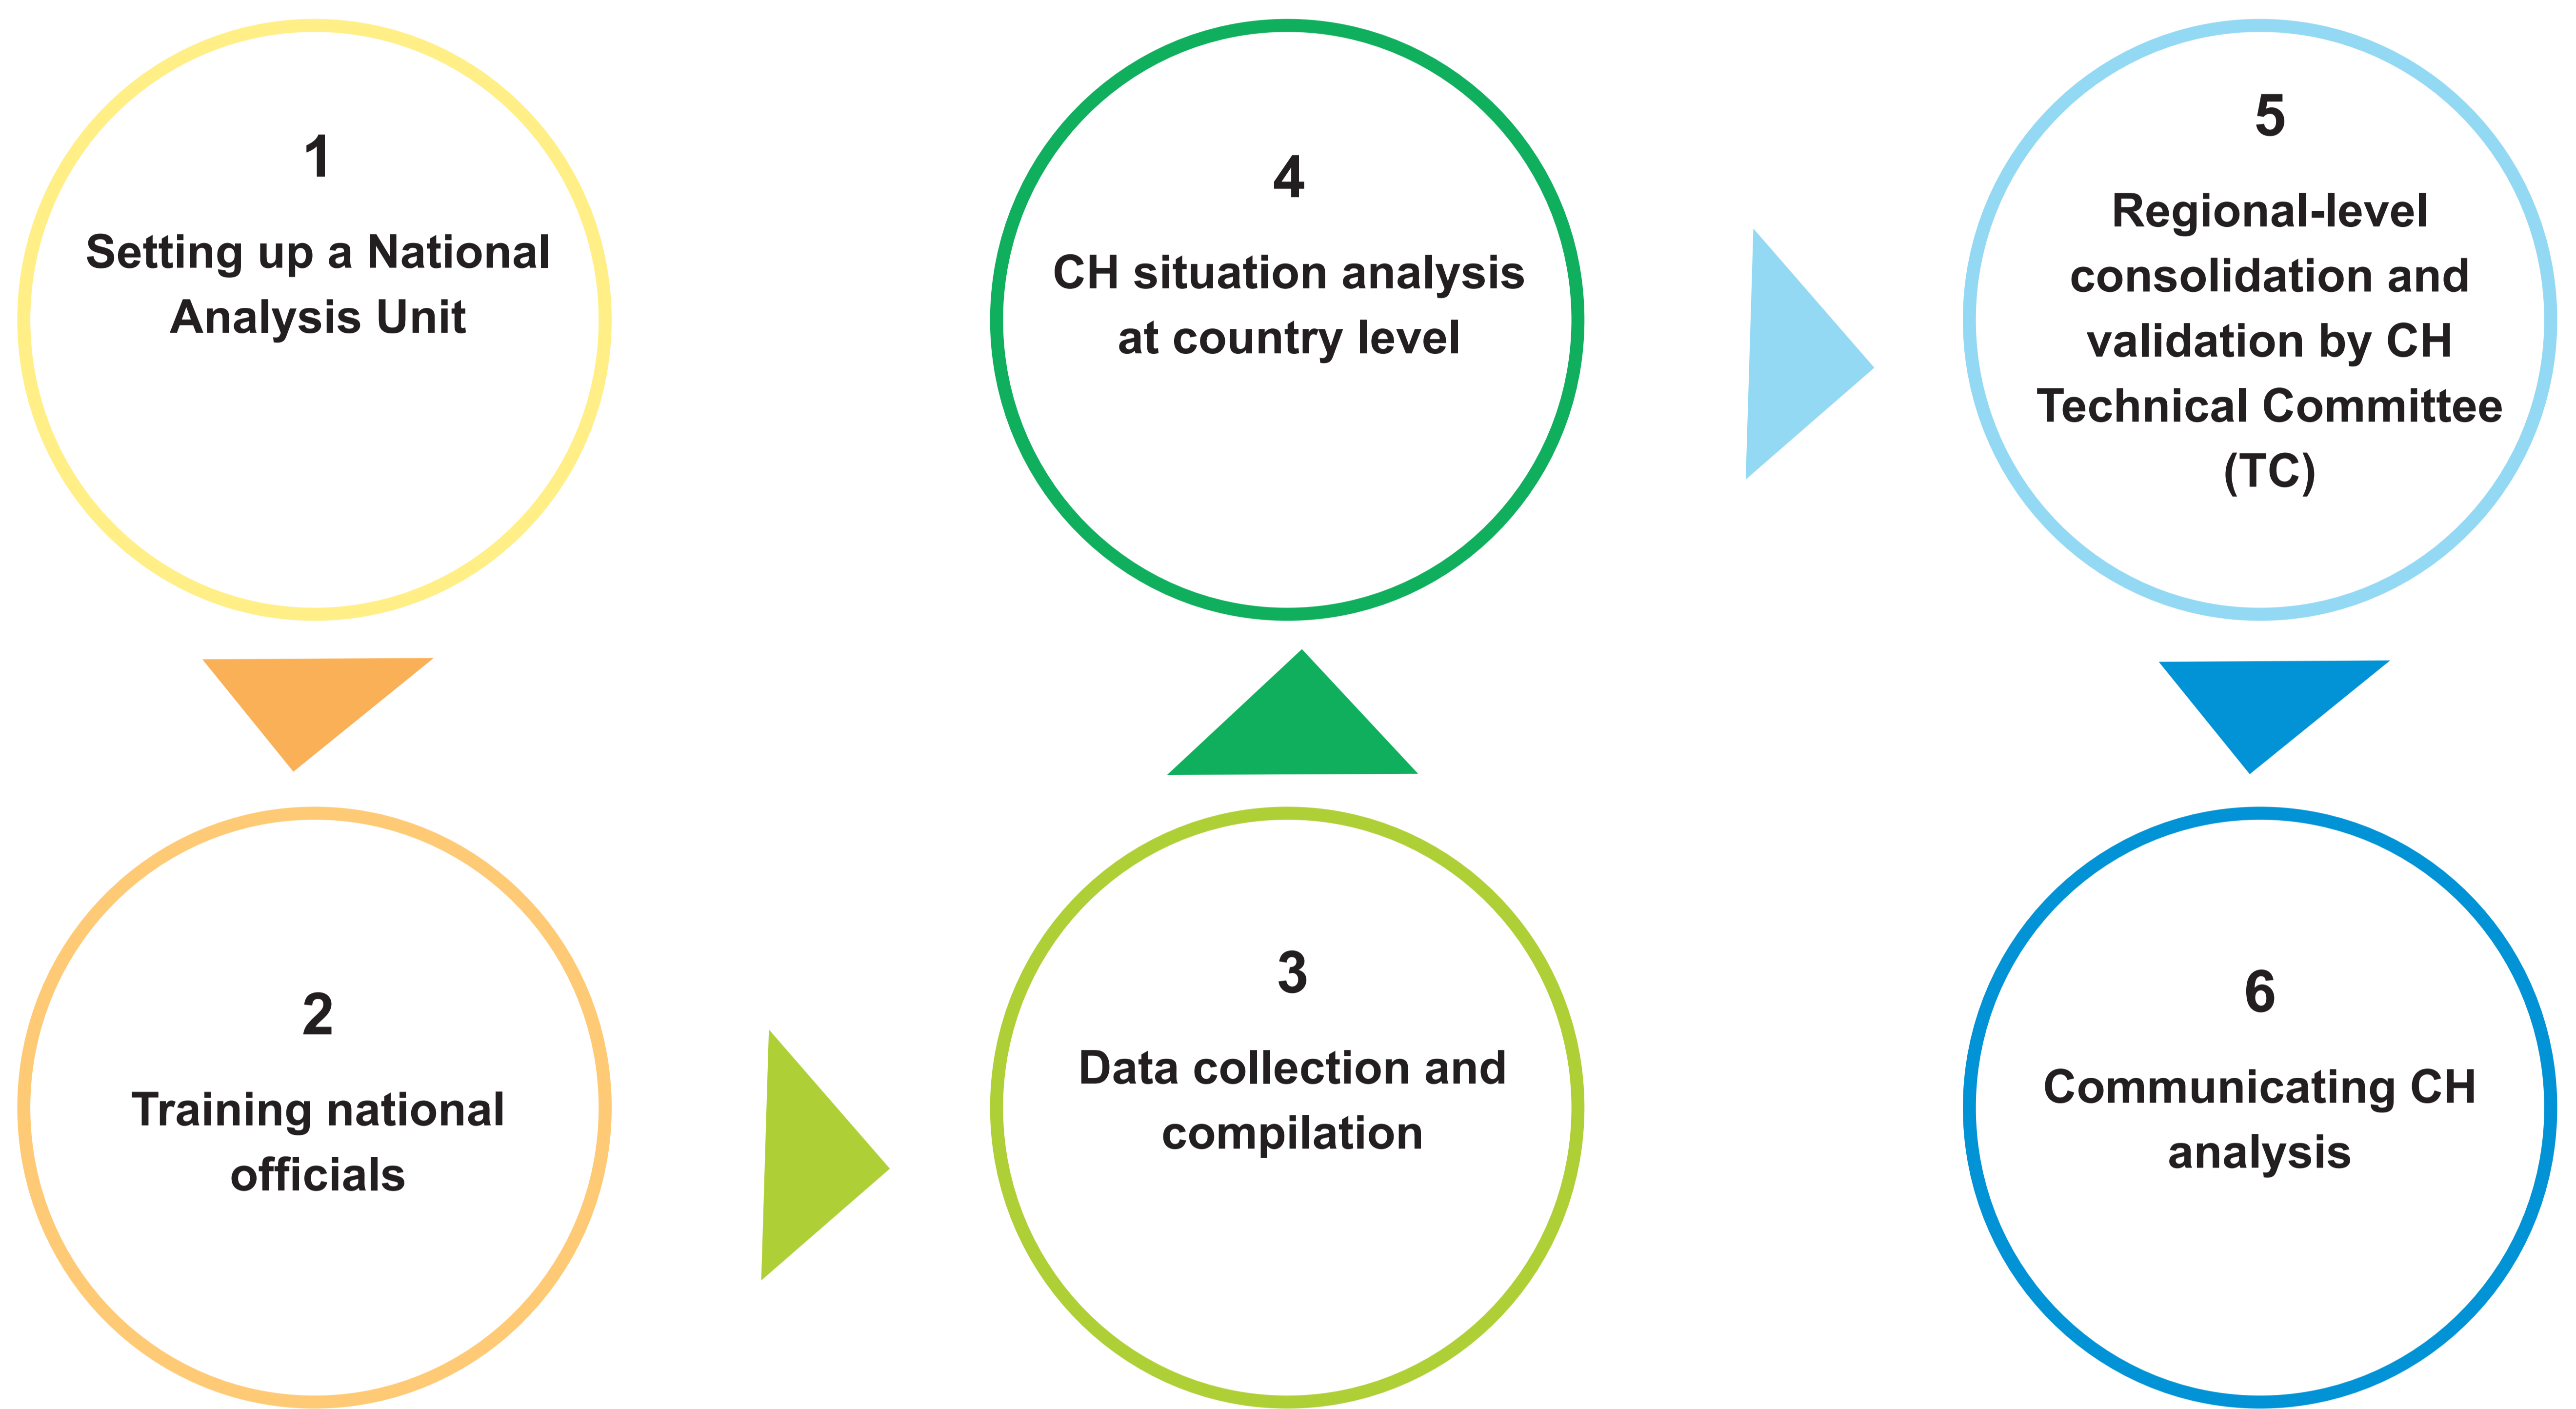 1
Setting up a National
Analysis Unit
2
Training national
officials
3
Data collection and
compilation
4
CH situation analysis
at country level
5
Regional-level
consolidation and
validation by CH
Technical Committee
(TC)
6
Communicating CH
analysis